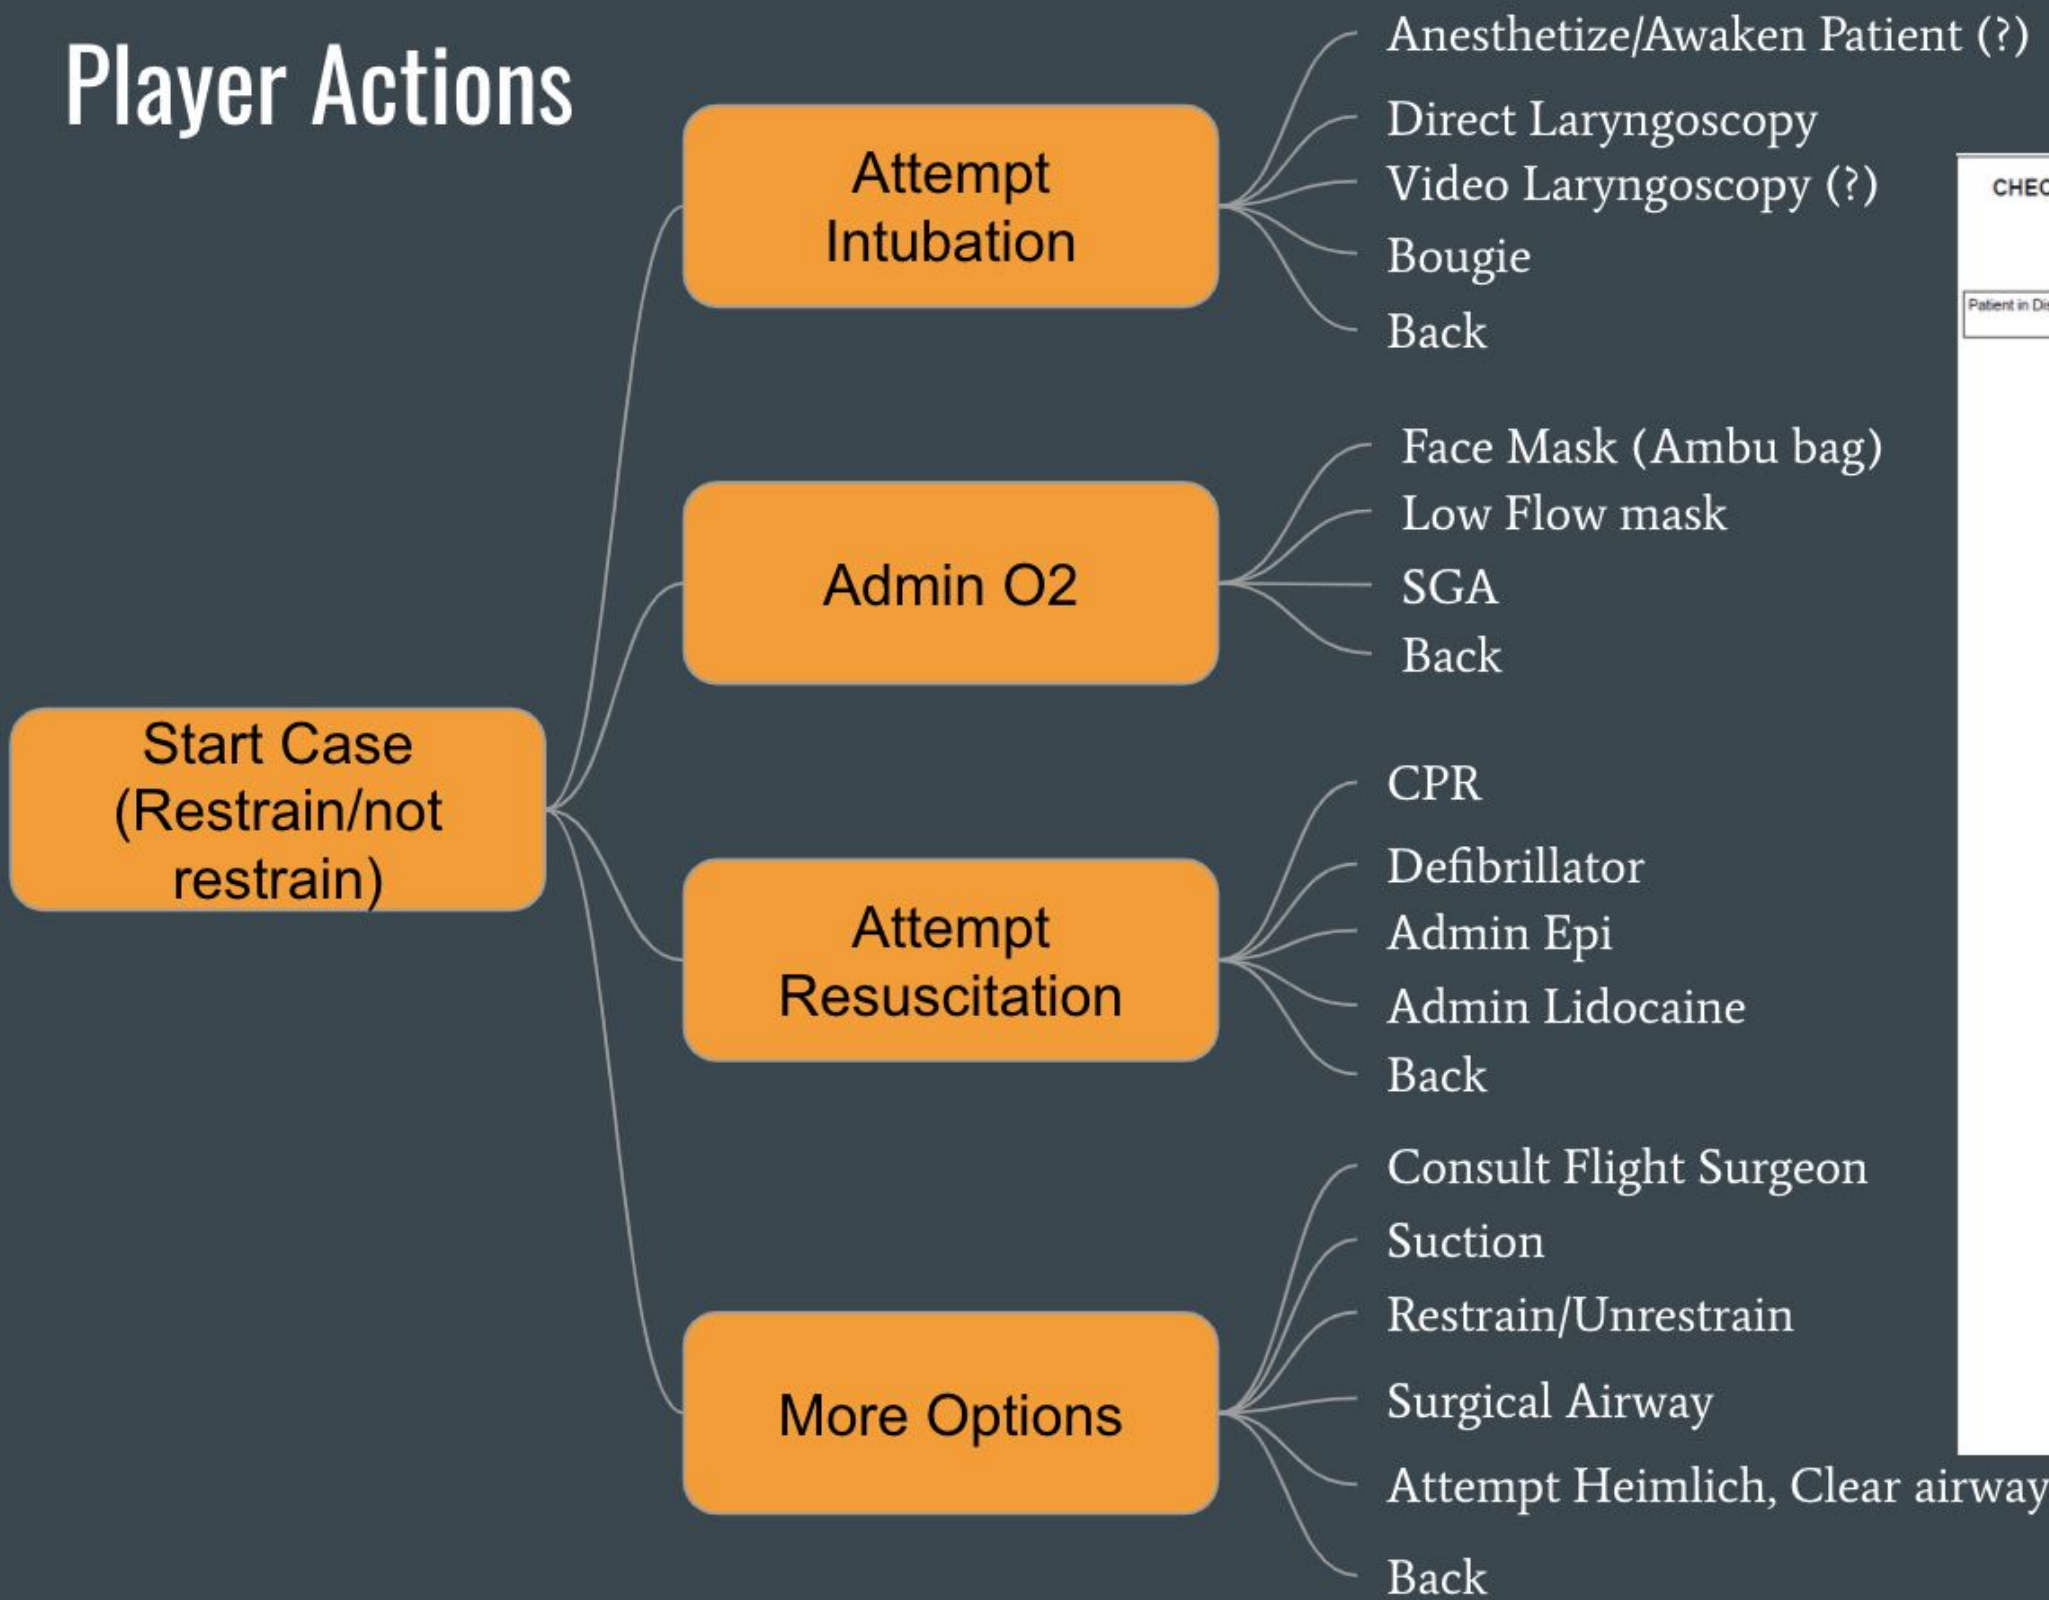 Player Actions
Start Case
(Restrain/not
restrain)
Attempt
Intubation
Anesthetize/Awaken Patient (?)
Direct Laryngoscopy
Video Laryngoscopy (?)
Bougie
Back
Admin O2
Face Mask (Ambu bag)
Low Flow mask
SGA
Back
Attempt
Resuscitation
CPR
Defibrillator
Admin Epi
Admin Lidocaine
Back
More Options
Consult Flight Surgeon
Suction
Restrain/Unrestrain
Surgical Airway
Attempt Heimlich, Clear airway
Back
Patient in